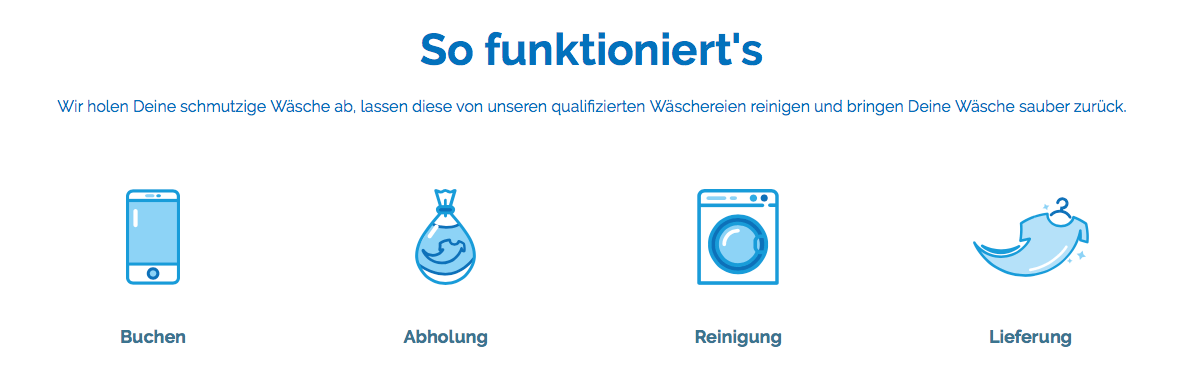 So funktioniert's
Wir holen Deine schmutzige Wäsche ab, lassen diese von unseren qualifizierten Wäschereien reinigen und bringen Deine Wäsche sauber zurück.
Buchen
Abholung
Reinigung
Lieferung